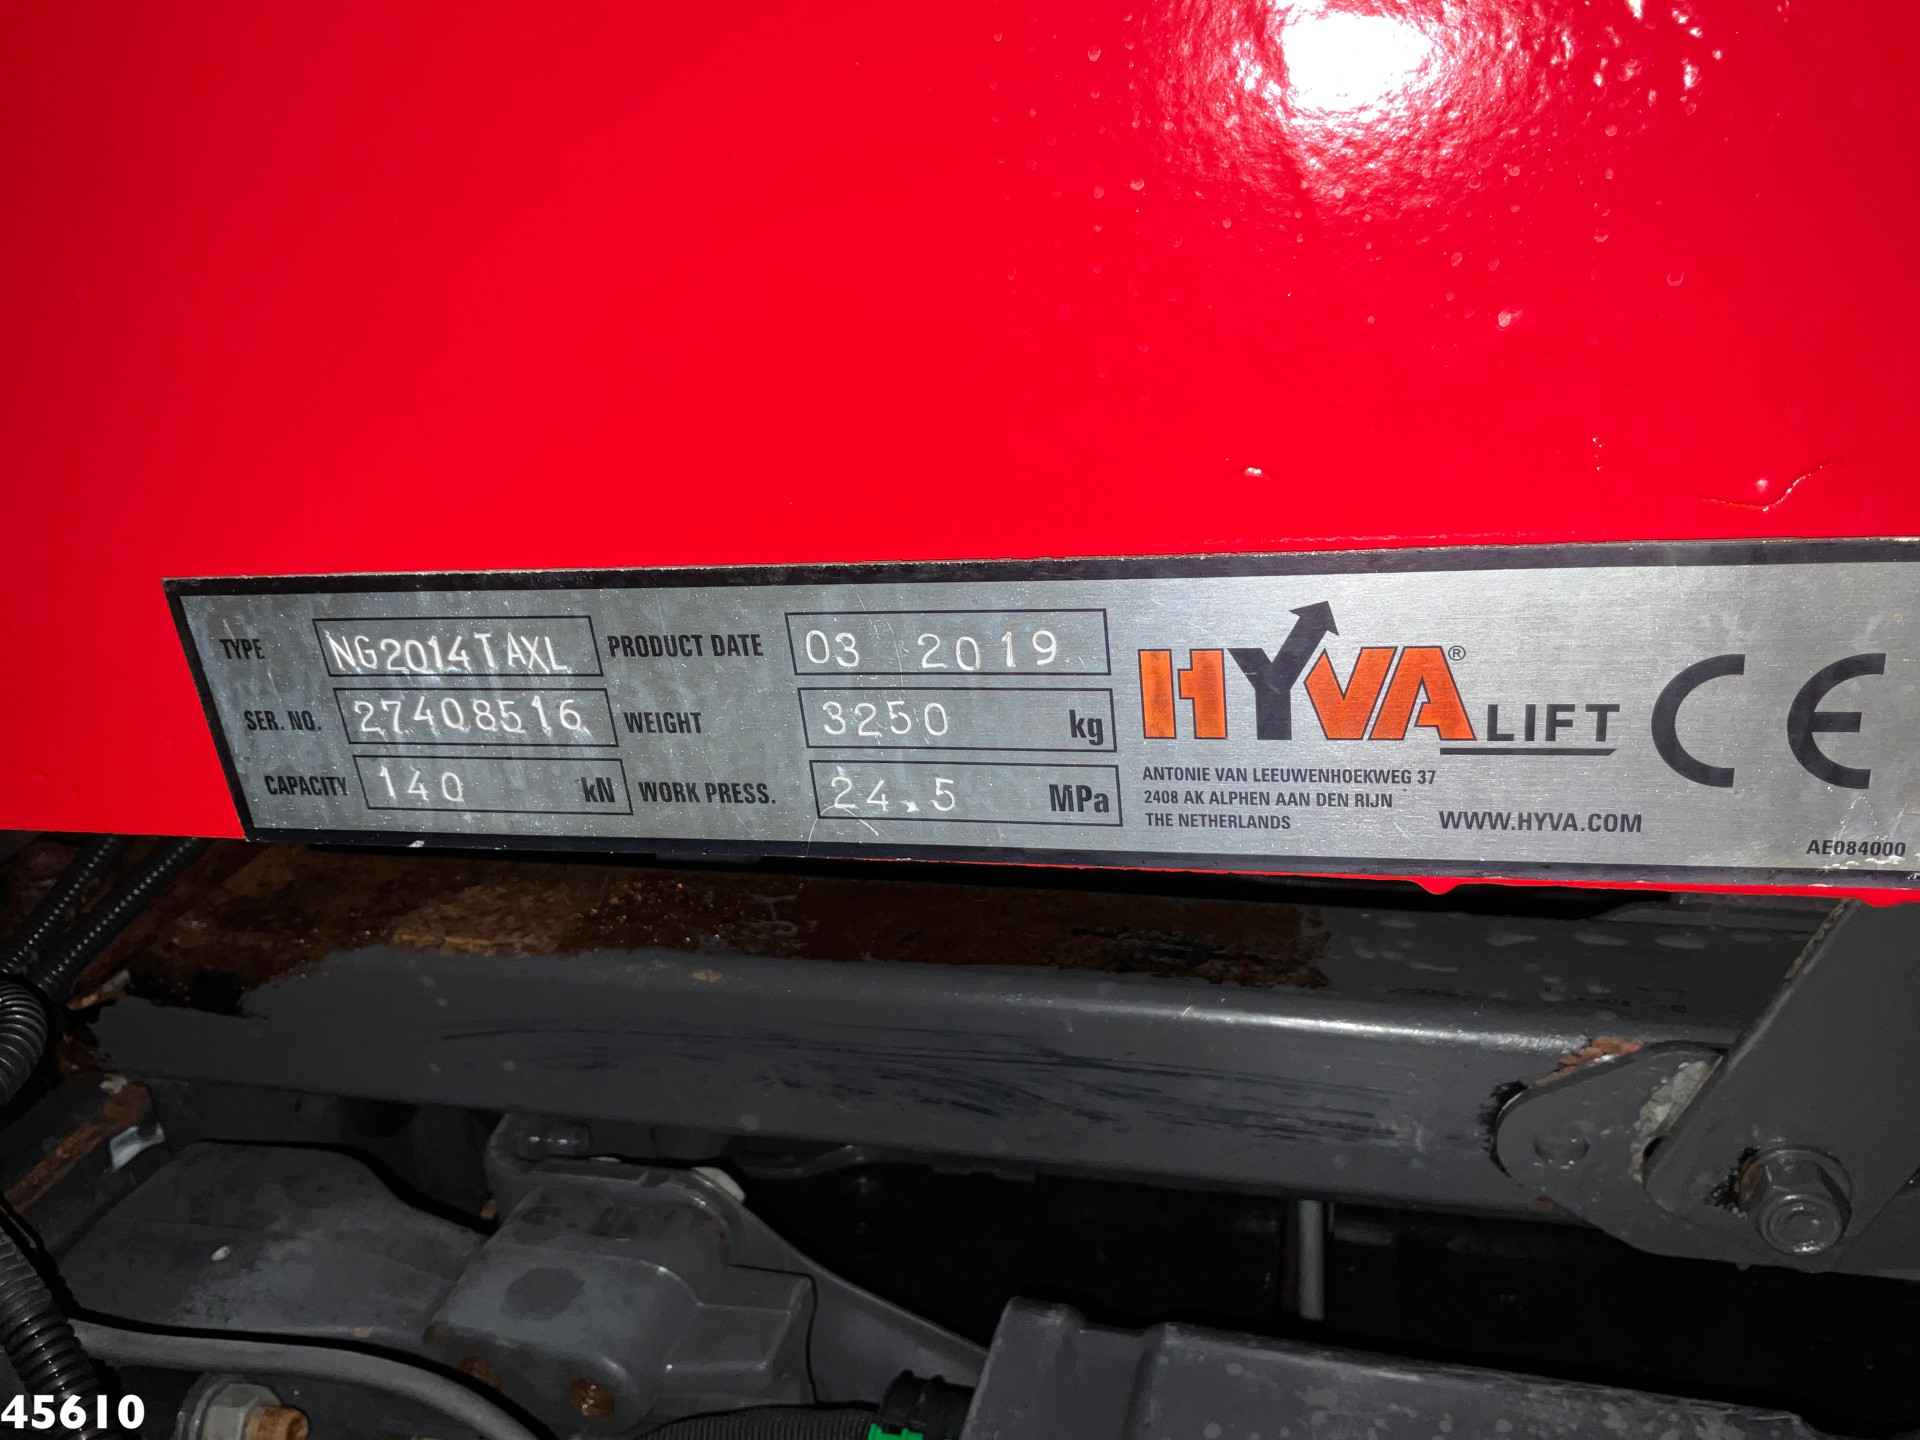 TYPE NG2014TAXL PRODUCT DATE 03 2019
SER. NO. 27408516 WEIGHT 3250 kg
CAPACITY 140 kN WORK PRESS. 24.5 MPa
HYVA® LIFT
ANTONIE VAN LEEUWENHOEKWEG 37
2408 AK ALPHEN AAN DEN RIJN
THE NETHERLANDS
WWW.HYVA.COM
CE
AE084000
45610